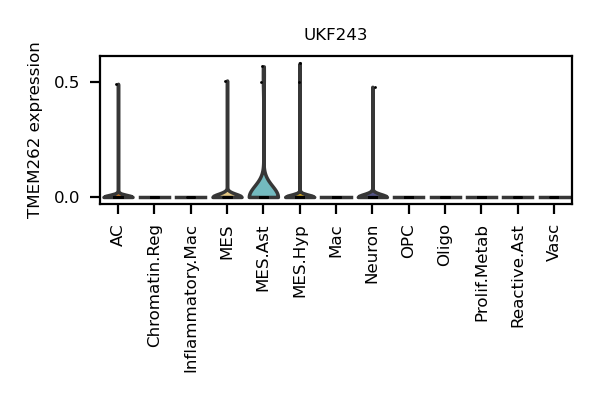 UKF243
TMEM262 expression
0.5
0.0
AC
Chromatin.Reg
Inflammatory.Mac
MES
MES.Ast
MES.Hyp
Mac
Neuron
OPC
Oligo
Prolif.Metab
Reactive.Ast
Vasc